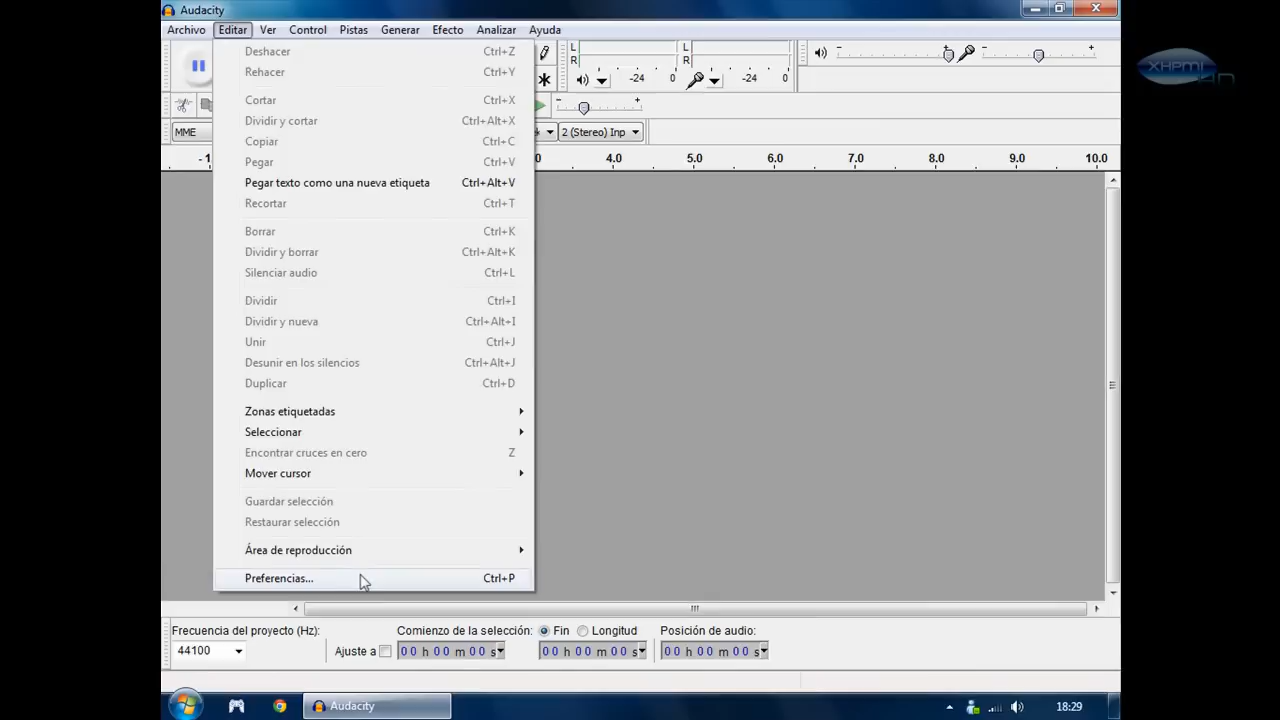 Audacity
Archivo Editar Ver Control Pistas Generar Efecto Analizar Ayuda
Deshacer Ctrl+Z
Rehacer Ctrl+Y
Cortar Ctrl+X
Dividir y cortar Ctrl+Alt+X
Copiar Ctrl+C
Pegar Ctrl+V
Pegar texto como una nueva etiqueta Ctrl+Alt+V
Recortar Ctrl+T
Borrar Ctrl+K
Dividir y borrar Ctrl+Alt+K
Silenciar audio Ctrl+L
Dividir Ctrl+I
Dividir y nueva Ctrl+Alt+I
Unir Ctrl+J
Desunir en los silencios Ctrl+Alt+J
Duplicar Ctrl+D
Zonas etiquetadas
Seleccionar
Encontrar cruces en cero Z
Mover cursor
Guardar selección
Restaurar selección
Área de reproducción
Preferencias... Ctrl+P
L L
R R
-24 0 -24 0
- + - +
- +
MME 2 (Stereo) Inp
- 1 0 4.0 5.0 6.0 7.0 8.0 9.0 10.0
Frecuencia del proyecto (Hz): Comienzo de la selección: Fin Longitud Posición de audio:
44100 Ajuste a 00 h 00 m 00 s 00 h 00 m 00 s 00 h 00 m 00 s
Audacity 18:29